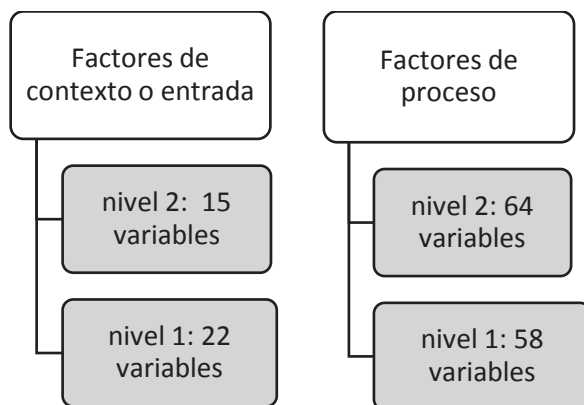 Factores de
contexto o entrada
nivel 2:  15
variables
nivel 1: 22
variables
Factores de
proceso
nivel 2: 64
variables
nivel 1: 58
variables